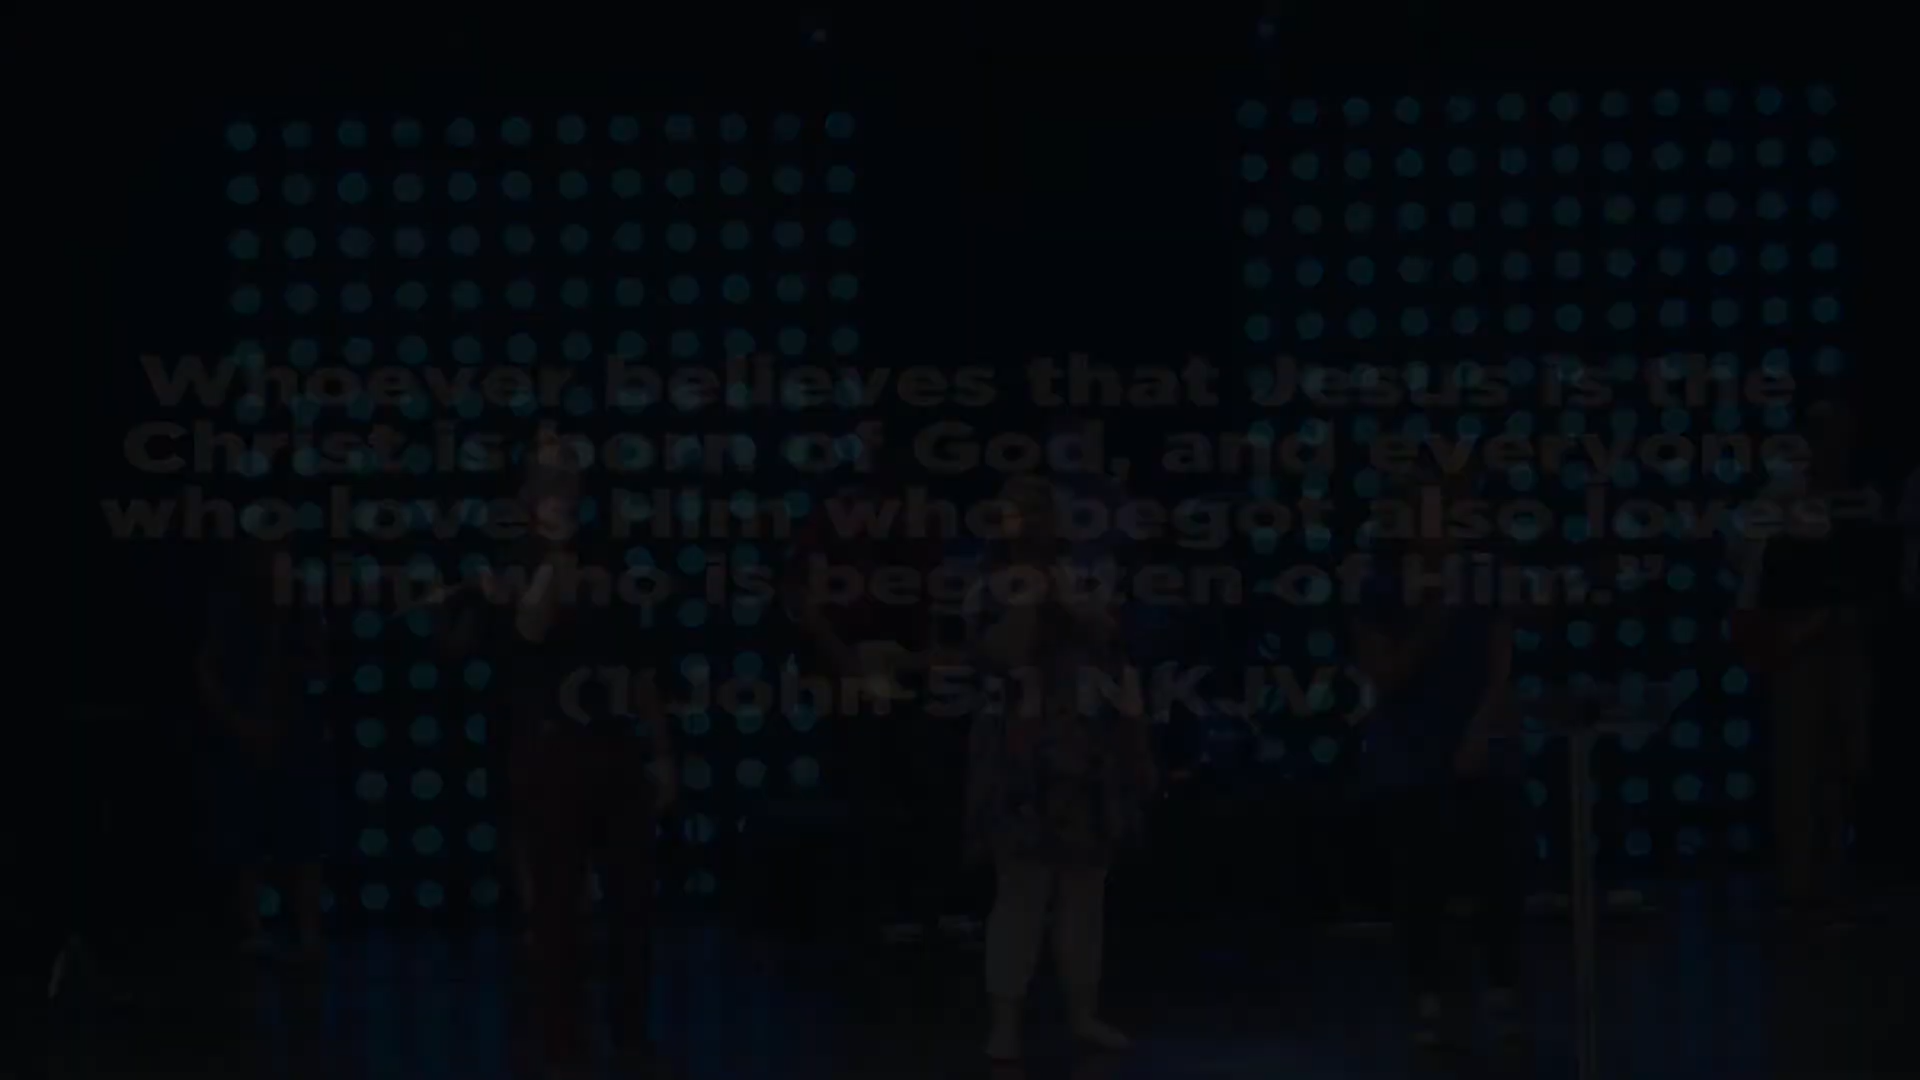 Whoever believes that Jesus is the
Christ is born of God, and everyone
who loves Him who begot also loves
him who is begotten of Him.”
(1 John 5:1 NKJV)